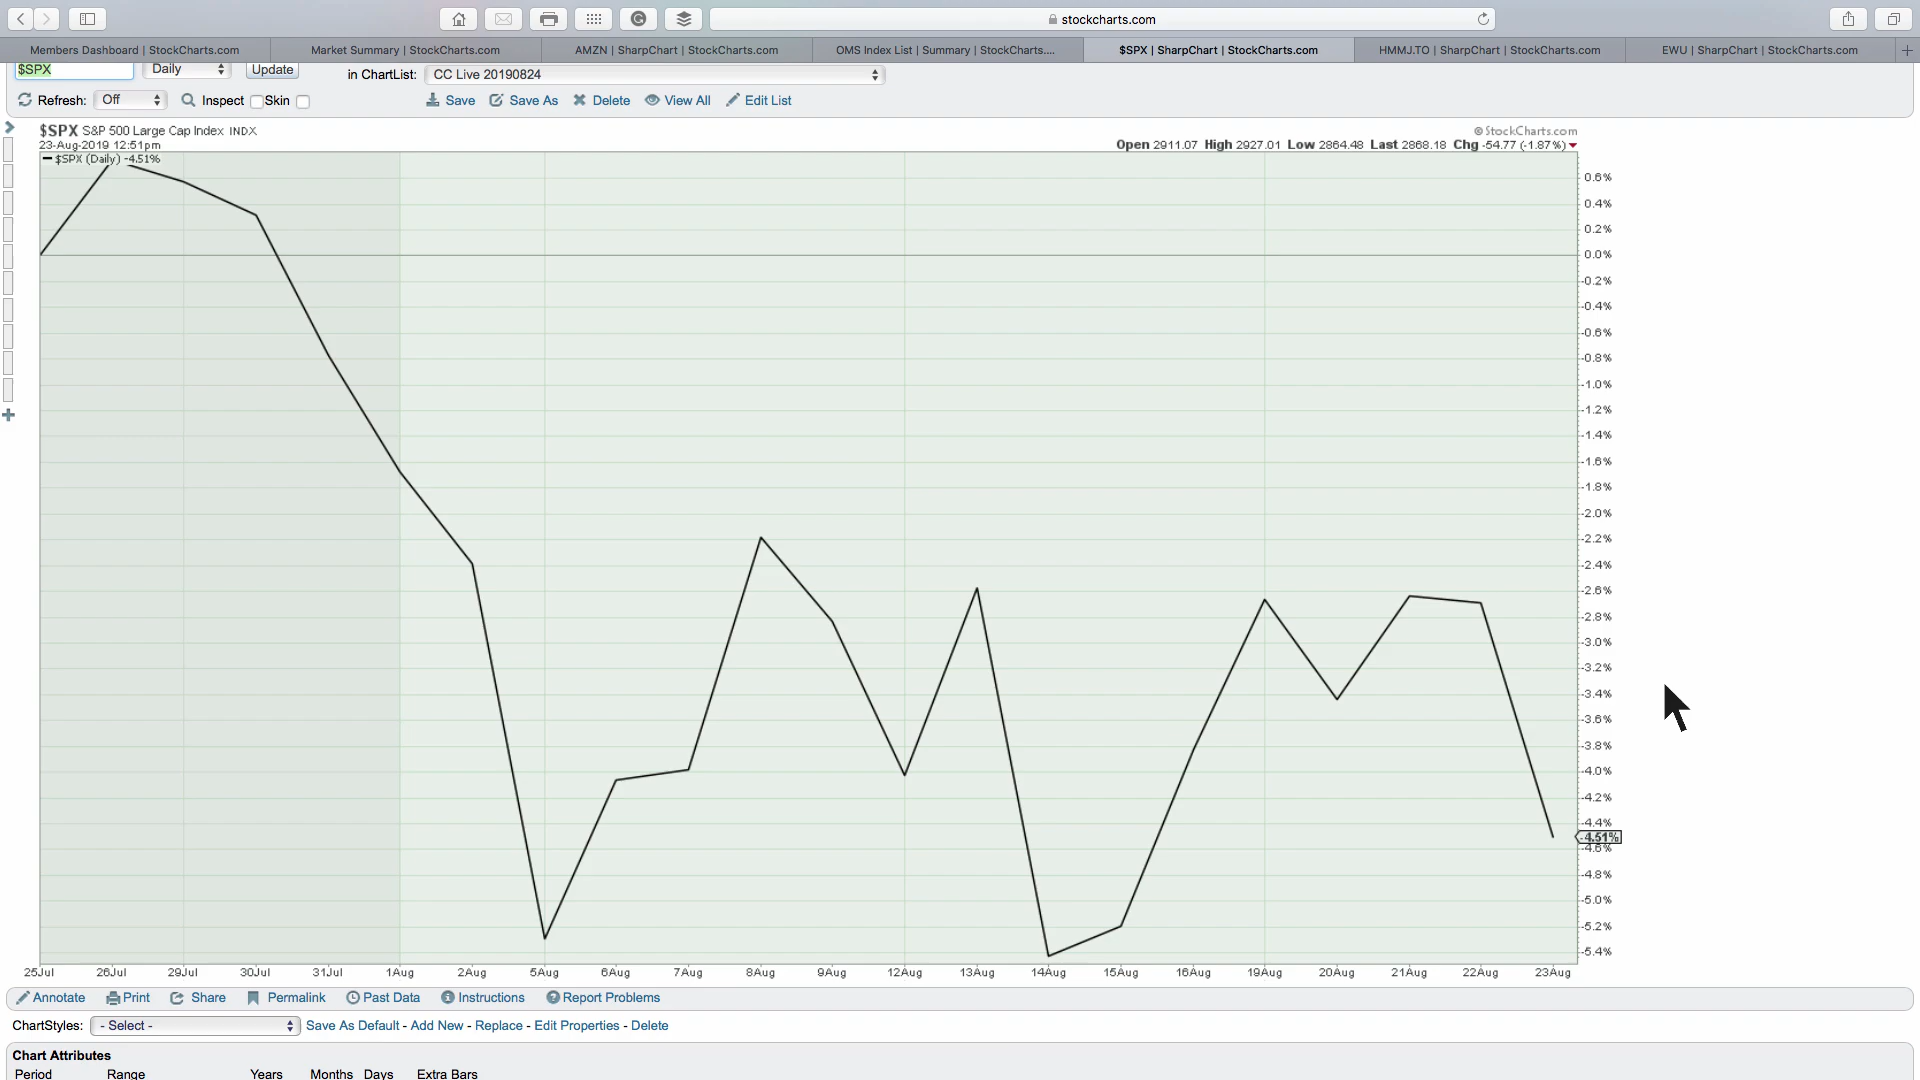 stockcharts.com
Members Dashboard | StockCharts.com
Market Summary | StockCharts.com
AMZN | SharpChart | StockCharts.com
OMS Index List | Summary | StockCharts....
$SPX | SharpChart | StockCharts.com
HMMJ.TO | SharpChart | StockCharts.com
EWU | SharpChart | StockCharts.com
$SPX Daily Update in ChartList: CC Live 20190824
Refresh: Off Inspect Skin Save Save As Delete View All Edit List
$SPX S&P 500 Large Cap Index INDX
© StockCharts.com
23-Aug-2019 12:51pm
Open 2911.07 High 2927.01 Low 2864.48 Last 2868.18 Chg -54.77 (-1.87%)
$SPX (Daily) -4.51%
0.6%
0.4%
0.2%
0.0%
-0.2%
-0.4%
-0.6%
-0.8%
-1.0%
-1.2%
-1.4%
-1.6%
-1.8%
-2.0%
-2.2%
-2.4%
-2.6%
-2.8%
-3.0%
-3.2%
-3.4%
-3.6%
-3.8%
-4.0%
-4.2%
-4.4%
-4.51%
-4.6%
-4.8%
-5.0%
-5.2%
-5.4%
25Jul 26Jul 29Jul 30Jul 31Jul 1Aug 2Aug 5Aug 6Aug 7Aug 8Aug 9Aug 12Aug 13Aug 14Aug 15Aug 16Aug 19Aug 20Aug 21Aug 22Aug 23Aug
Annotate Print Share Permalink Past Data Instructions Report Problems
ChartStyles: - Select - Save As Default - Add New - Replace - Edit Properties - Delete
Chart Attributes
Period Range Years Months Days Extra Bars